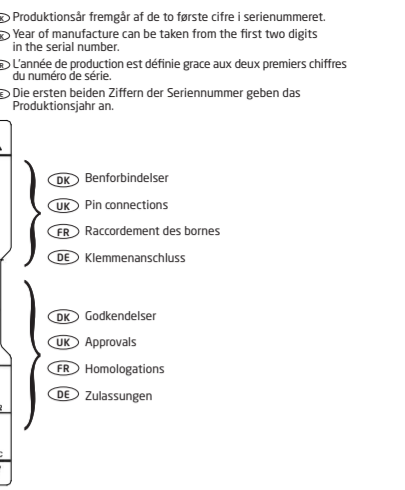 Produktionsår fremgår af de to første cifre i serienummeret.
Year of manufacture can be taken from the first two digits
in the serial number.
L'année de production est définie grace aux deux premiers chiffres
du numéro de série.
Die ersten beiden Ziffern der Seriennummer geben das
Produktionsjahr an.
DK Benforbindelser
UK Pin connections
FR Raccordement des bornes
DE Klemmenanschluss
DK Godkendelser
UK Approvals
FR Homologations
DE Zulassungen